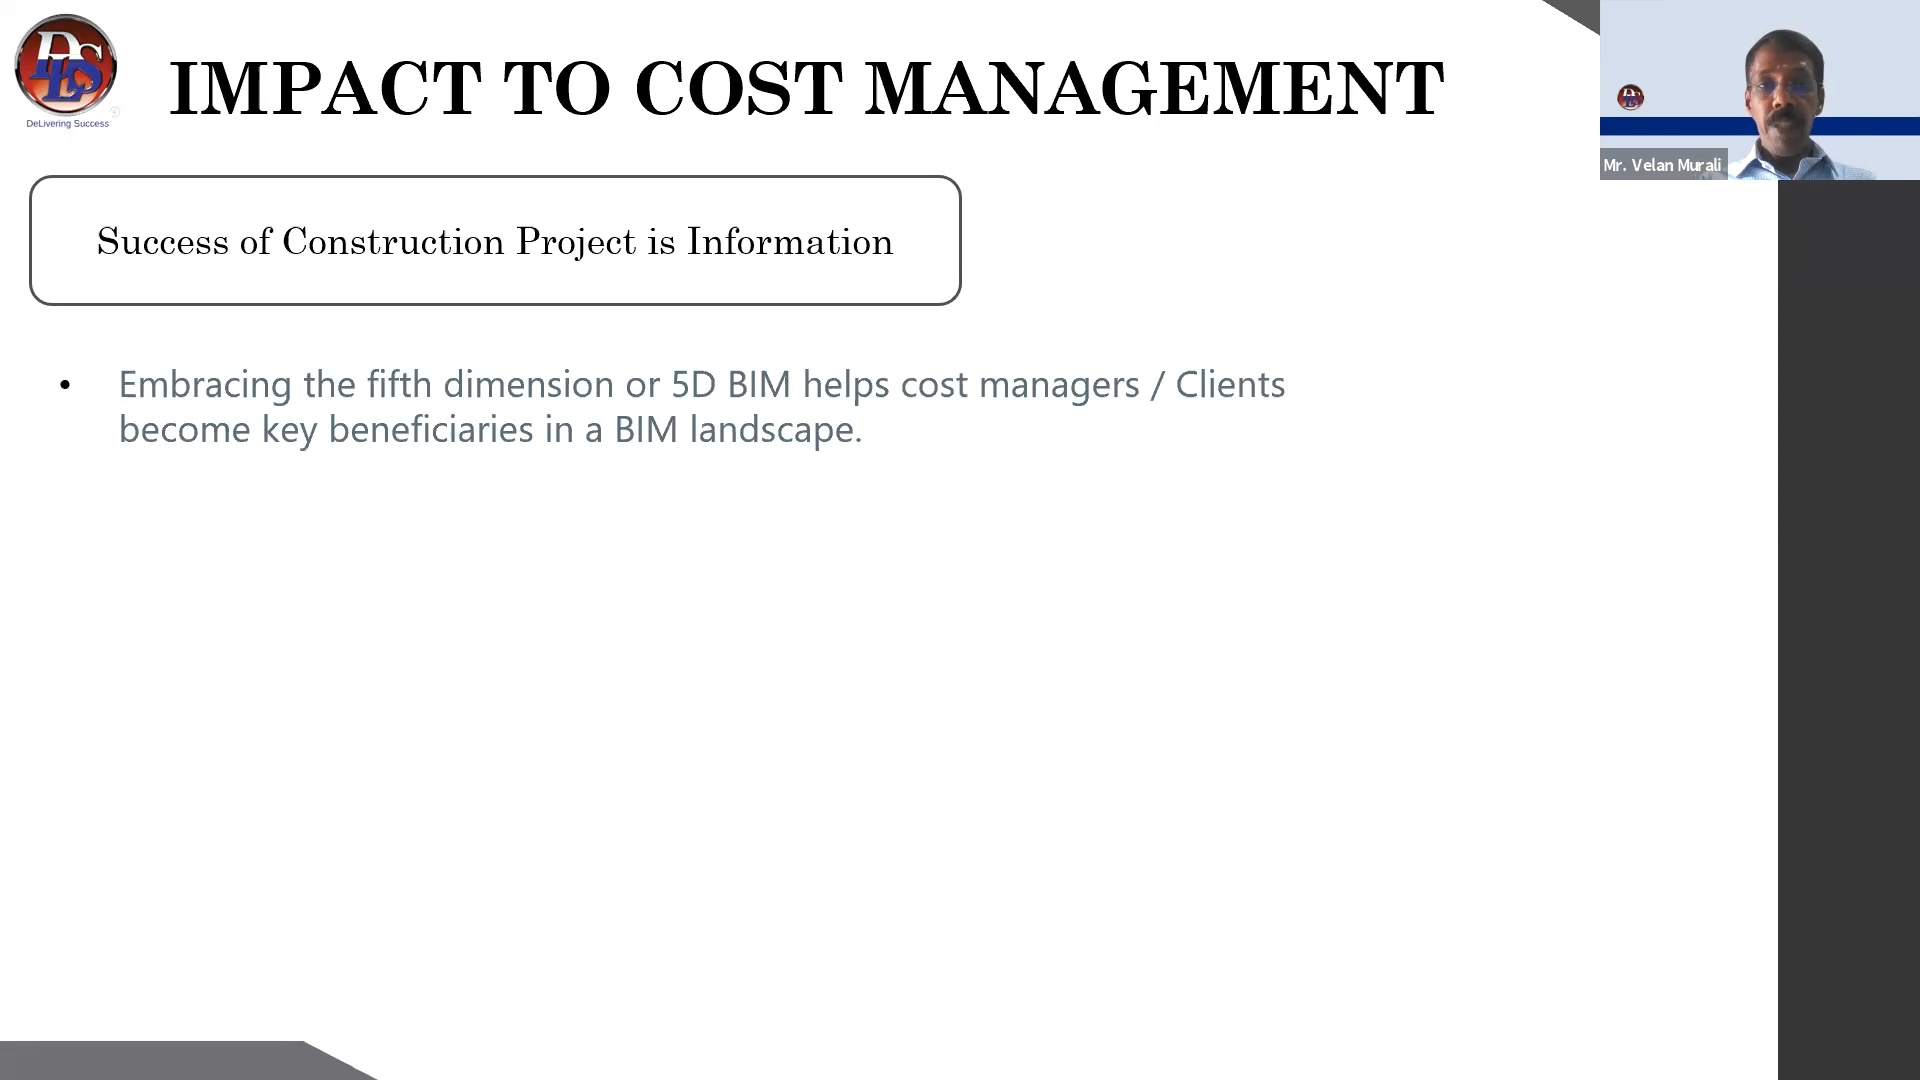 DLS
DeLivering Success
IMPACT TO COST MANAGEMENT
Mr. Velan Murali
Success of Construction Project is Information
• Embracing the fifth dimension or 5D BIM helps cost managers / Clients
become key beneficiaries in a BIM landscape.